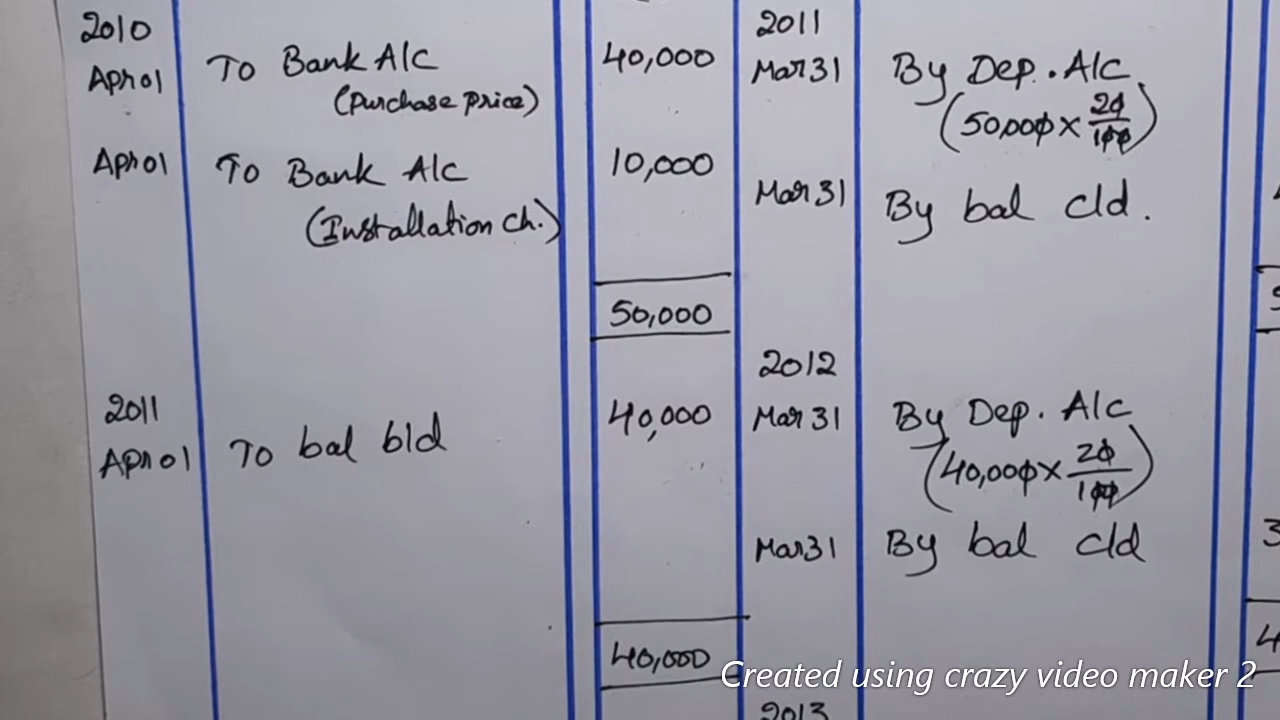 2010
Apr 01 To Bank A/c 40,000
(Purchase price)
Apr 01 To Bank A/c 10,000
(Installation ch.)
50,000
2011
Apr 01 To bal b/d 40,000
40,000
2011
Mar 31 By Dep. A/c
(50,000 × 20/100)
Mar 31 By bal c/d.
2012
Mar 31 By Dep. A/c
(40,000 × 20/100)
Mar 31 By bal c/d
2013
Created using crazy video maker 2